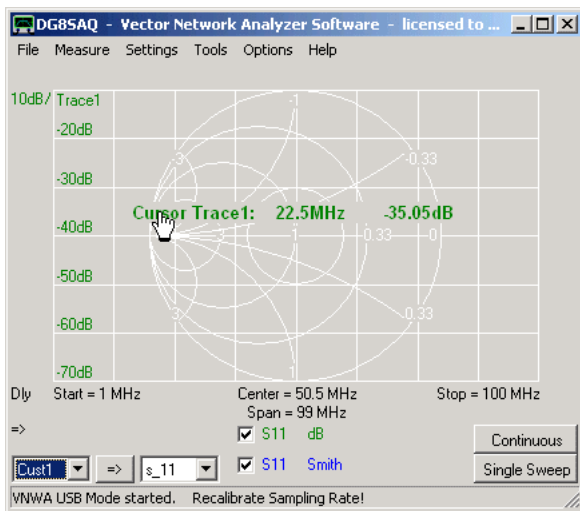 DG8SAQ - Vector Network Analyzer Software - licensed to ...
File Measure Settings Tools Options Help
10dB/ Trace1
-1
-20dB
-3
-0.33
-30dB
Cursor Trace1: 22.5MHz -35.05dB
-40dB
3
1
0.33
0
-50dB
3
0.33
-60dB
-70dB
1
Dly Start = 1 MHz Center = 50.5 MHz Stop = 100 MHz
Span = 99 MHz
=>
S11 dB
Continuous
Cust1 => s_11
S11 Smith
Single Sweep
VNWA USB Mode started. Recalibrate Sampling Rate!